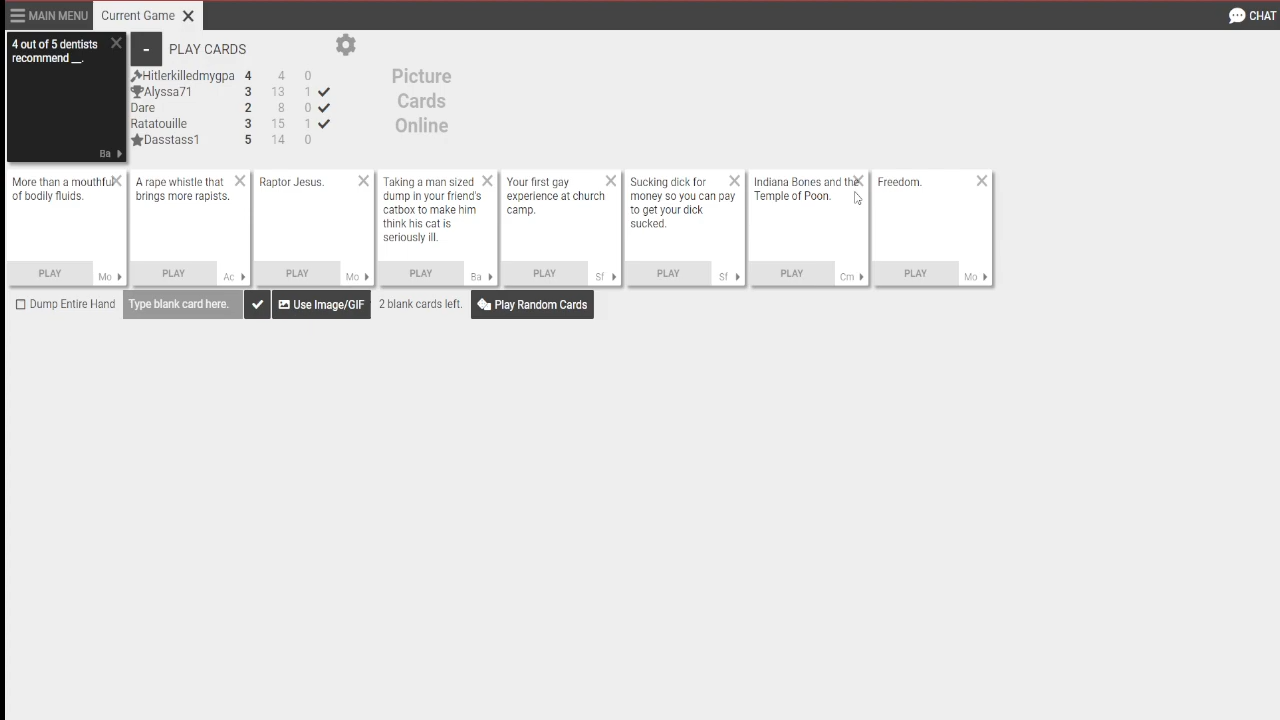 MAIN MENU Current Game CHAT
4 out of 5 dentists
recommend __.
Ba
- PLAY CARDS
Hitlerkilledmygpa 4 4 0
Alyssa71 3 13 1
Dare 2 8 0
Ratatouille 3 15 1
Dasstass1 5 14 0
Picture
Cards
Online
More than a mouthful
of bodily fluids.
PLAY Mo
A rape whistle that
brings more rapists.
PLAY Ac
Raptor Jesus.
PLAY Mo
Taking a man sized
dump in your friend's
catbox to make him
think his cat is
seriously ill.
PLAY Ba
Your first gay
experience at church
camp.
PLAY Sf
Sucking dick for
money so you can pay
to get your dick
sucked.
PLAY Sf
Indiana Bones and the
Temple of Poon.
PLAY Cm
Freedom.
PLAY Mo
Dump Entire Hand Type blank card here. Use Image/GIF 2 blank cards left. Play Random Cards